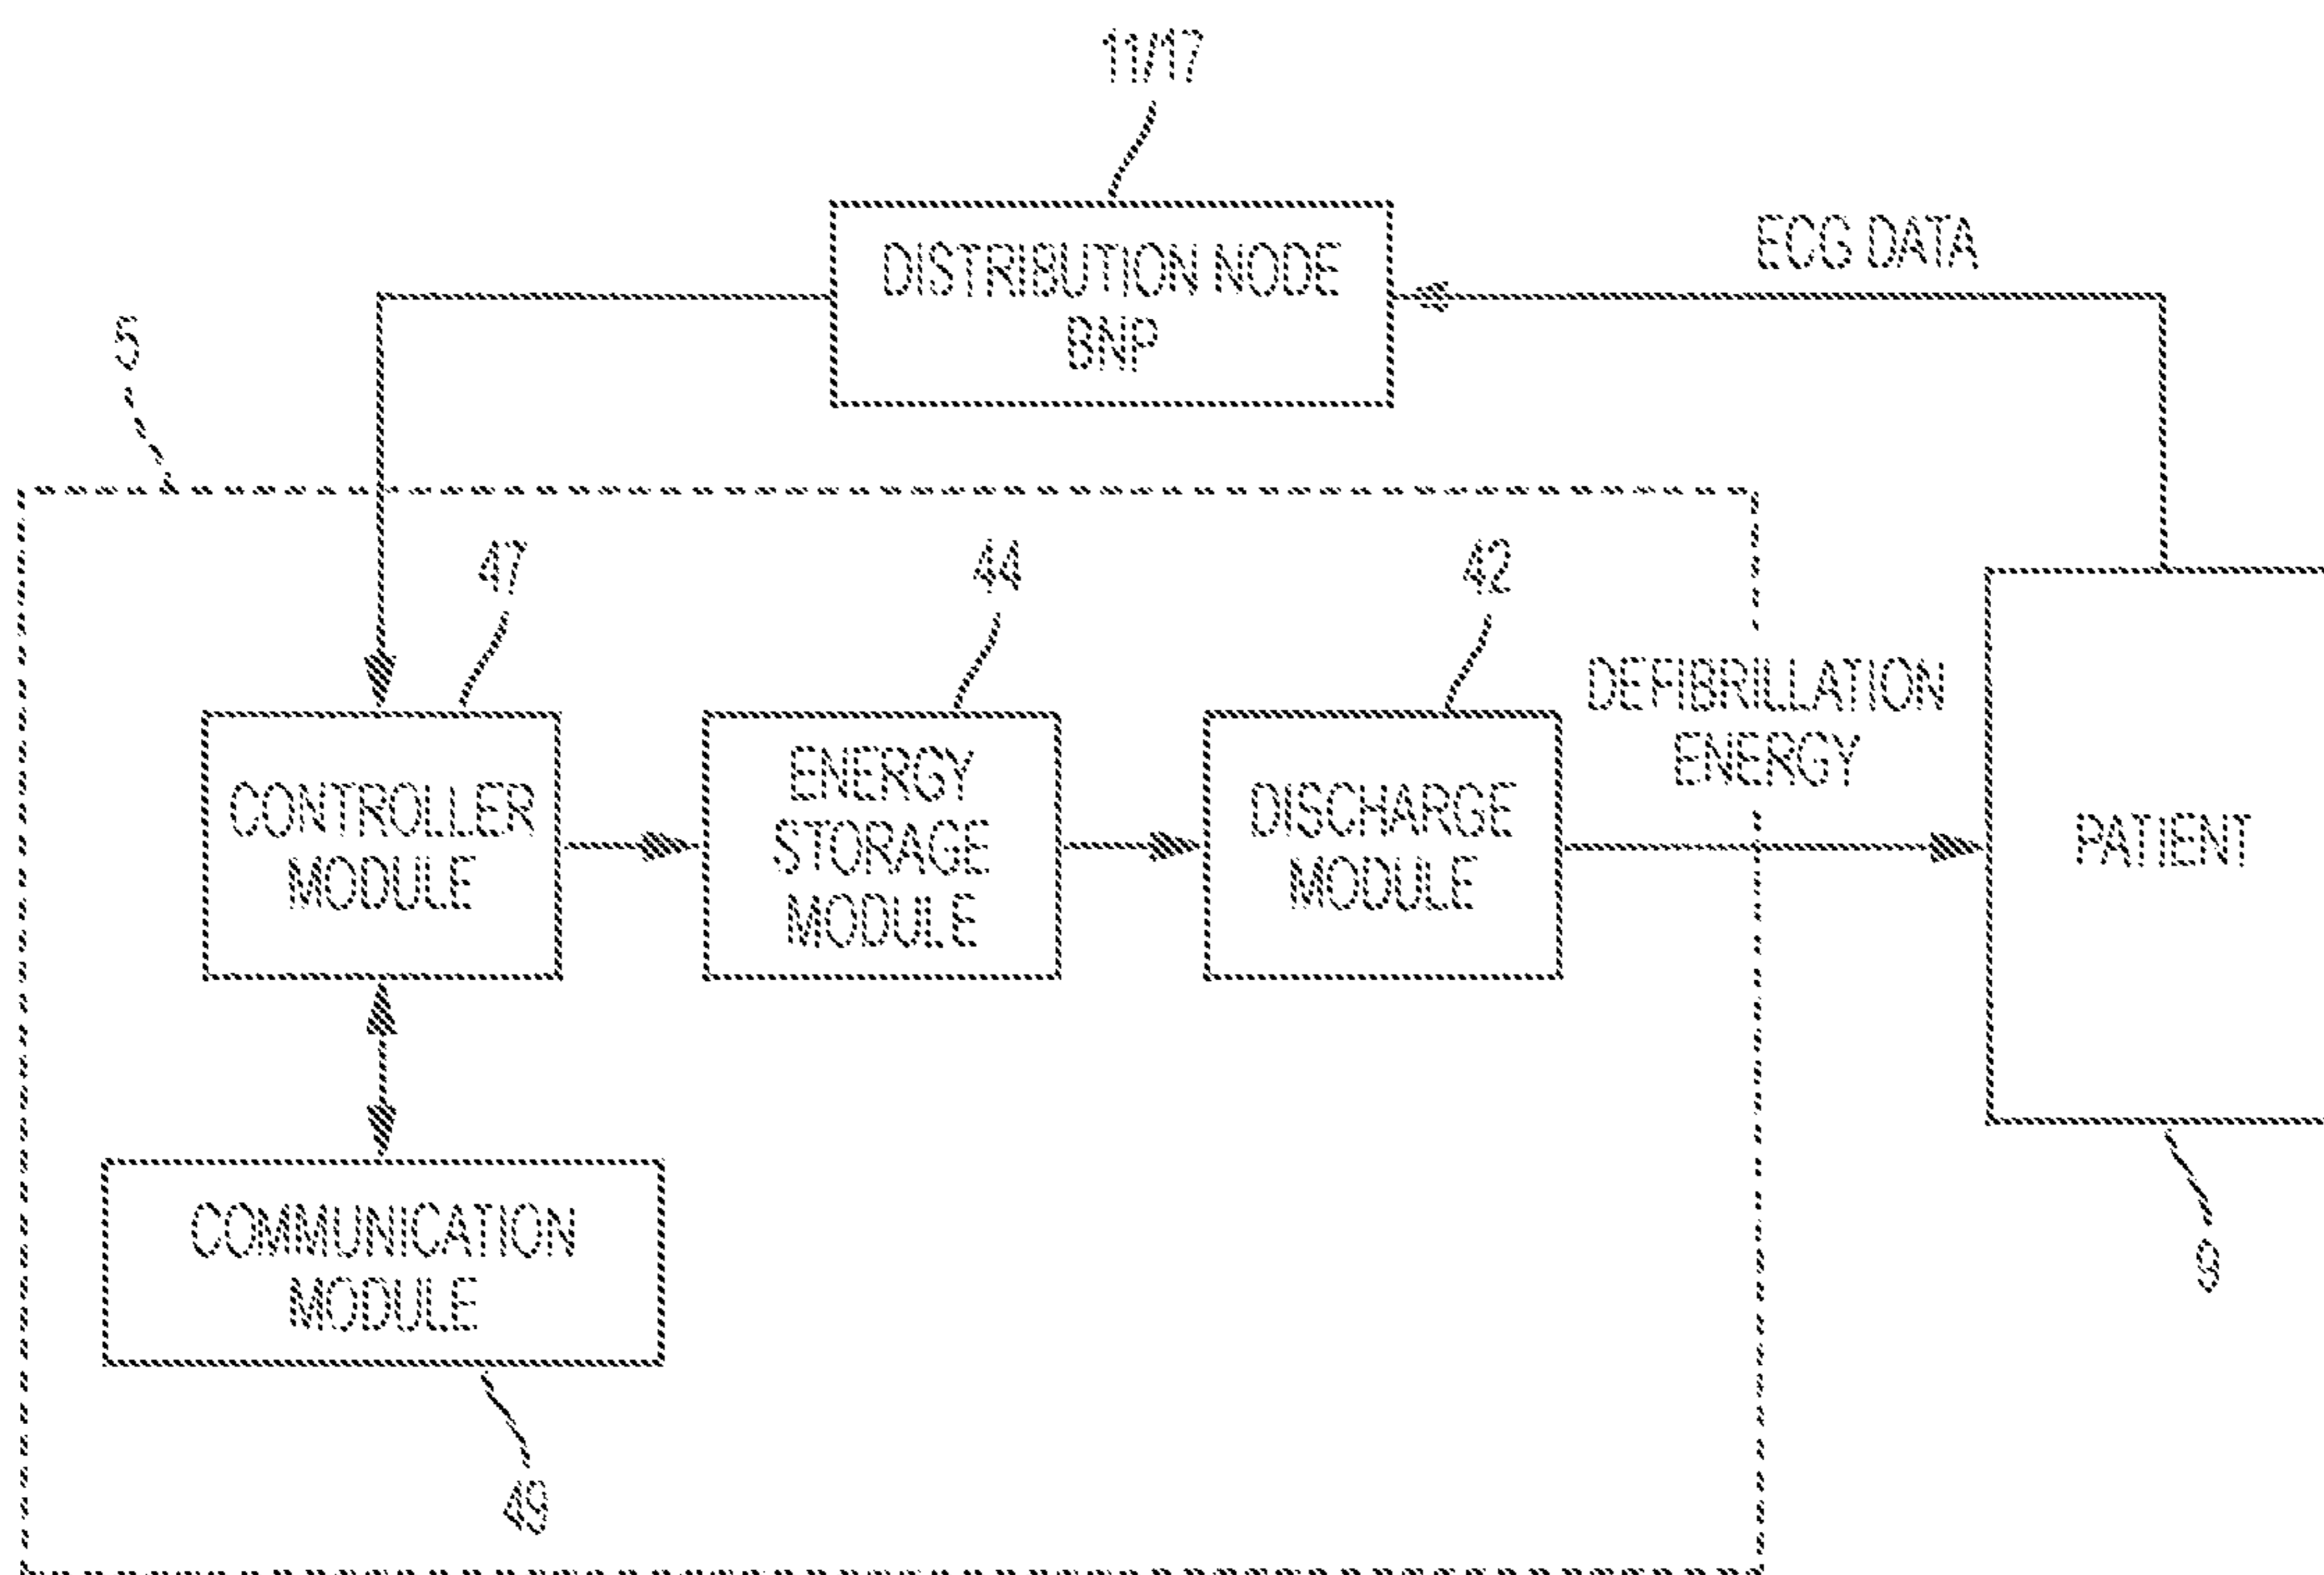 11/17
DISTRIBUTION NODE
BNP
ECG DATA
5
47
44
42
DEFIBRILLATION
ENERGY
CONTROLLER
MODULE
ENERGY
STORAGE
MODULE
DISCHARGE
MODULE
PATIENT
COMMUNICATION
MODULE
9
49